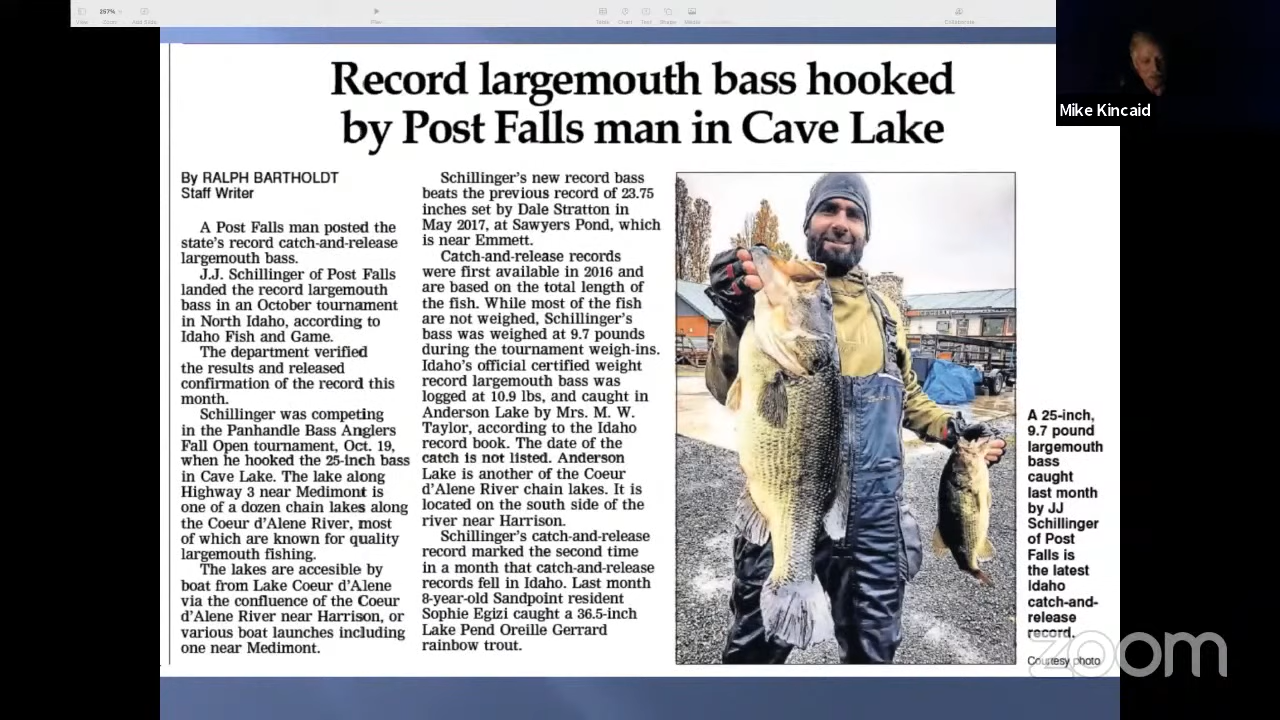 View
257%
Zoom
Add Slide
Play
Table
Chart
Text
Shape
Media
Collaborate
Mike Kincaid
Record largemouth bass hooked
by Post Falls man in Cave Lake
By RALPH BARTHOLDT
Staff Writer
A Post Falls man posted the
state's record catch-and-release
largemouth bass.
J.J. Schillinger of Post Falls
landed the record largemouth
bass in an October tournament
in North Idaho, according to
Idaho Fish and Game.
The department verified
the results and released
confirmation of the record this
month.
Schillinger was competing
in the Panhandle Bass Anglers
Fall Open tournament, Oct. 19,
when he hooked the 25-inch bass
in Cave Lake. The lake along
Highway 3 near Medimont is
one of a dozen chain lakes along
the Coeur d'Alene River, most
of which are known for quality
largemouth fishing.
The lakes are accesible by
boat from Lake Coeur d'Alene
via the confluence of the Coeur
d'Alene River near Harrison, or
various boat launches including
one near Medimont.
Schillinger's new record bass
beats the previous record of 23.75
inches set by Dale Stratton in
May 2017, at Sawyers Pond, which
is near Emmett.
Catch-and-release records
were first available in 2016 and
are based on the total length of
the fish. While most of the fish
are not weighed, Schillinger's
bass was weighed at 9.7 pounds
during the tournament weigh-ins.
Idaho's official certified weight
record largemouth bass was
logged at 10.9 lbs, and caught in
Anderson Lake by Mrs. M. W.
Taylor, according to the Idaho
record book. The date of the
catch is not listed. Anderson
Lake is another of the Coeur
d'Alene River chain lakes. It is
located on the south side of the
river near Harrison.
Schillinger's catch-and-release
record marked the second time
in a month that catch-and-release
records fell in Idaho. Last month
8-year-old Sandpoint resident
Sophie Egizi caught a 36.5-inch
Lake Pend Oreille Gerrard
rainbow trout.
A 25-inch,
9.7 pound
largemouth
bass
caught
last month
by JJ
Schillinger
of Post
Falls is
the latest
Idaho
catch-and-
release
record.
Courtesy photo
zoom